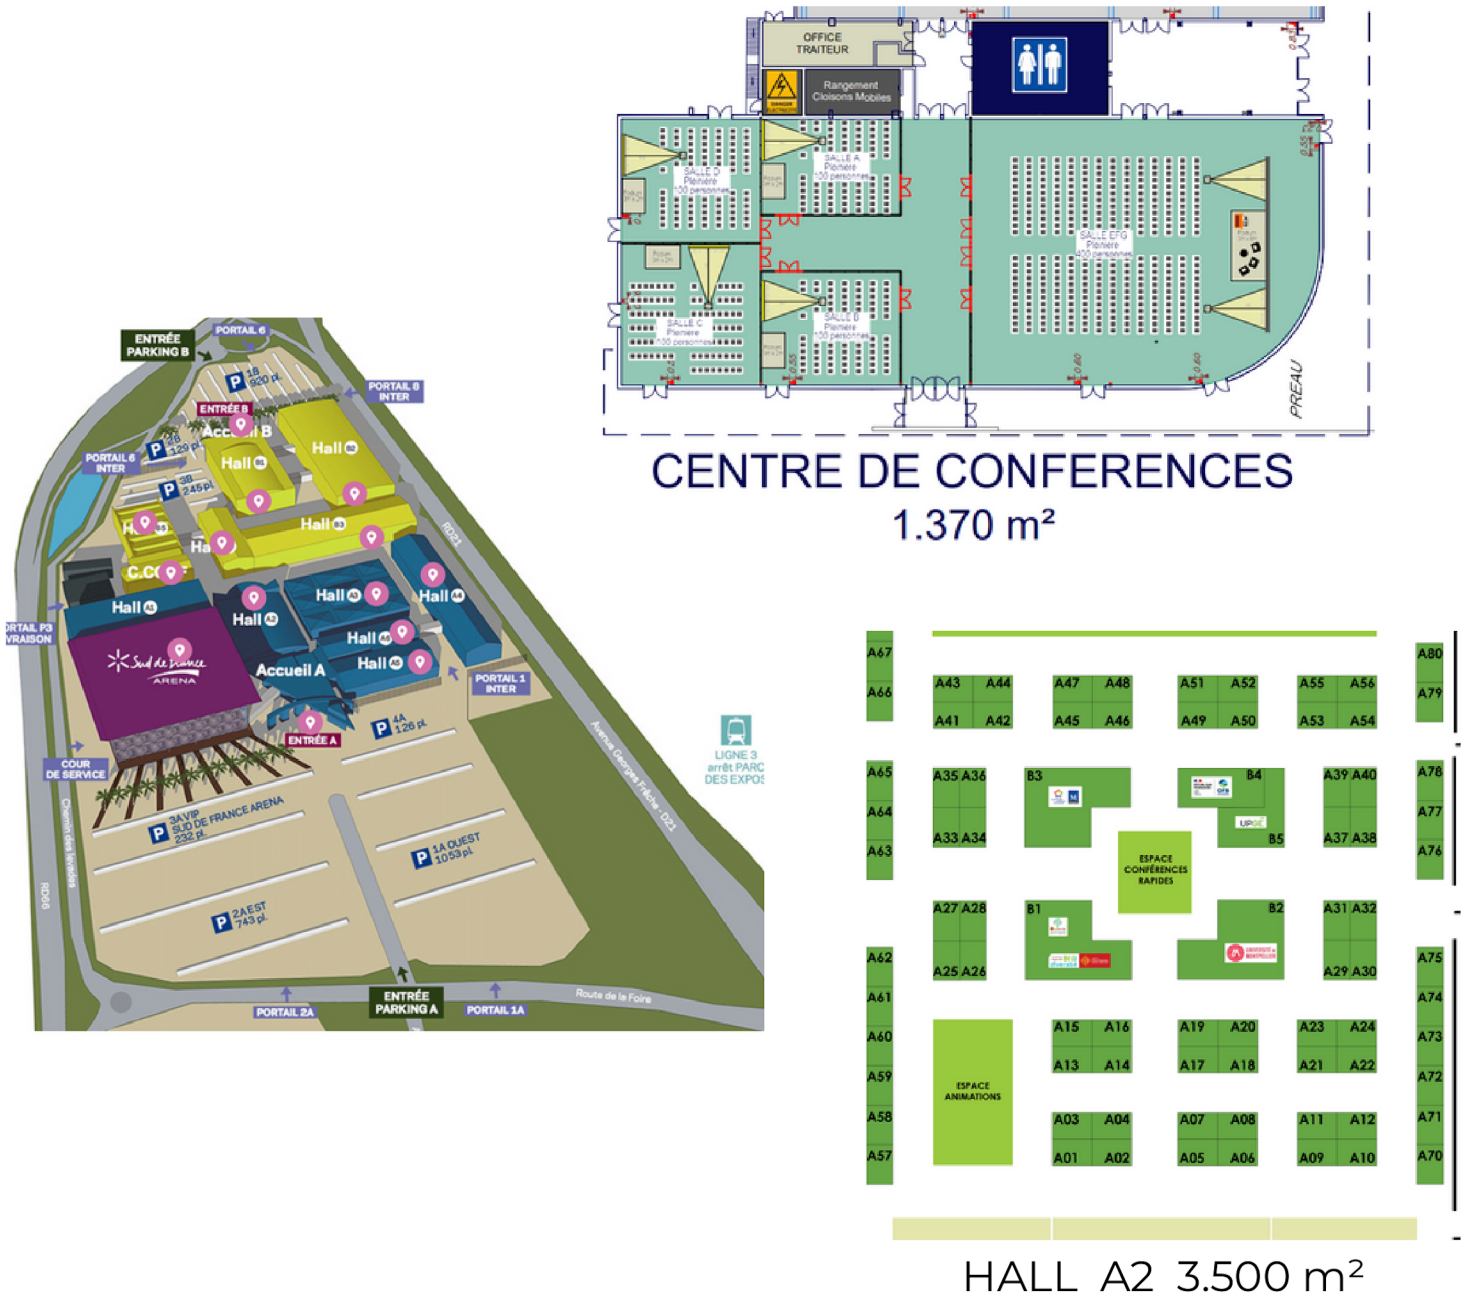 OFFICE
TRAITEUR
DANGER
Rangement
Cloisons Mobiles
SALLE D
Plénière
100 personnes
SALLE A
Plénière
100 personnes
SALLE EFG
Plénière
400 personnes
SALLE C
Plénière
100 personnes
SALLE B
Plénière
100 personnes
Podium
PREAU
CENTRE DE CONFERENCES
1.370 m²
PORTAIL 6
ENTRÉE
PARKING B
P 1B
920 pl.
PORTAIL 8
INTER
ENTRÉE B
Accueil B
P 2B
129 pl.
PORTAIL 6
INTER
P 3B
245 pl.
Hall B1
Hall B2
Hall B3
Hall A1
Hall A2
Hall A3
Hall A4
Hall A6
Hall A5
RD21
Sud de France
ARENA
Accueil A
PORTAIL 1
INTER
ENTRÉE A
P 4A
126 pl.
COUR
DE SERVICE
P 3A VIP
SUD DE FRANCE ARENA
232 pl.
P 1A OUEST
1053 pl.
P 2A EST
743 pl.
RD66
Chemin des levades
Avenue Georges Frêche - D21
LIGNE 3
arrêt PARC
DES EXPOS
ENTRÉE
PARKING A
PORTAIL 2A
PORTAIL 1A
Route de la Foire
A67
A66
A43 A44 A47 A48 A51 A52 A55 A56
A41 A42 A45 A46 A49 A50 A53 A54
A80
A79
A65
A64
A63
A35 A36
A33 A34
B3
B4
UPGE
B5
A39 A40
A37 A38
A78
A77
A76
ESPACE
CONFÉRENCES
RAPIDES
A27 A28
A25 A26
B1
B2
UNIVERSITÉ DE
MONTPELLIER
A31 A32
A29 A30
A62
A61
A60
A59
A58
A57
A75
A74
A73
A72
A71
A70
ESPACE
ANIMATIONS
A15 A16 A19 A20 A23 A24
A13 A14 A17 A18 A21 A22
A03 A04 A07 A08 A11 A12
A01 A02 A05 A06 A09 A10
HALL A2 3.500 m²